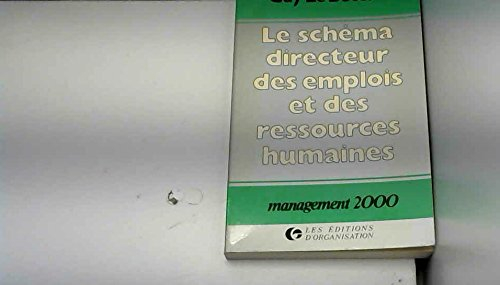 Le schéma
directeur
des emplois
et des
ressources
humaines
management 2000
LES ÉDITIONS
D'ORGANISATION